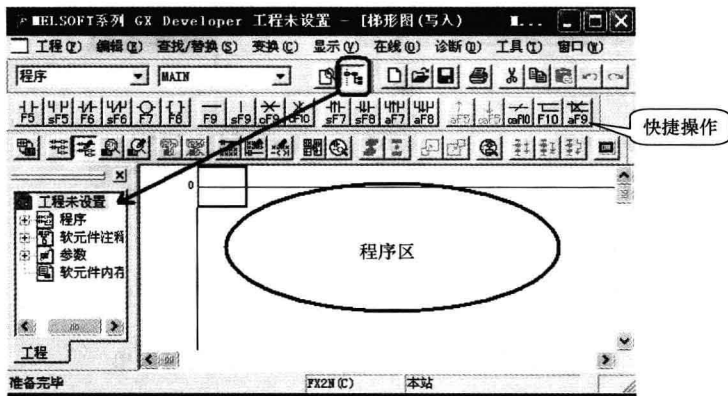 MELSOFT系列 GX Developer 工程未设置 - [梯形图(写入)
工程(F) 编辑(E) 查找/替换(S) 变换(C) 显示(V) 在线(O) 诊断(D) 工具(T) 窗口(W)
程序 MAIN
F5 sF5 F6 sF6 F7 F8 F9 sF9 cF9 cF10 sF7 sF8 aF7 aF8 aF5 caF5 caF10 F10 aF9
快捷操作
工程未设置
程序
软元件注释
参数
软元件内存
0
程序区
工程
准备完毕 FX2N(C) 本站